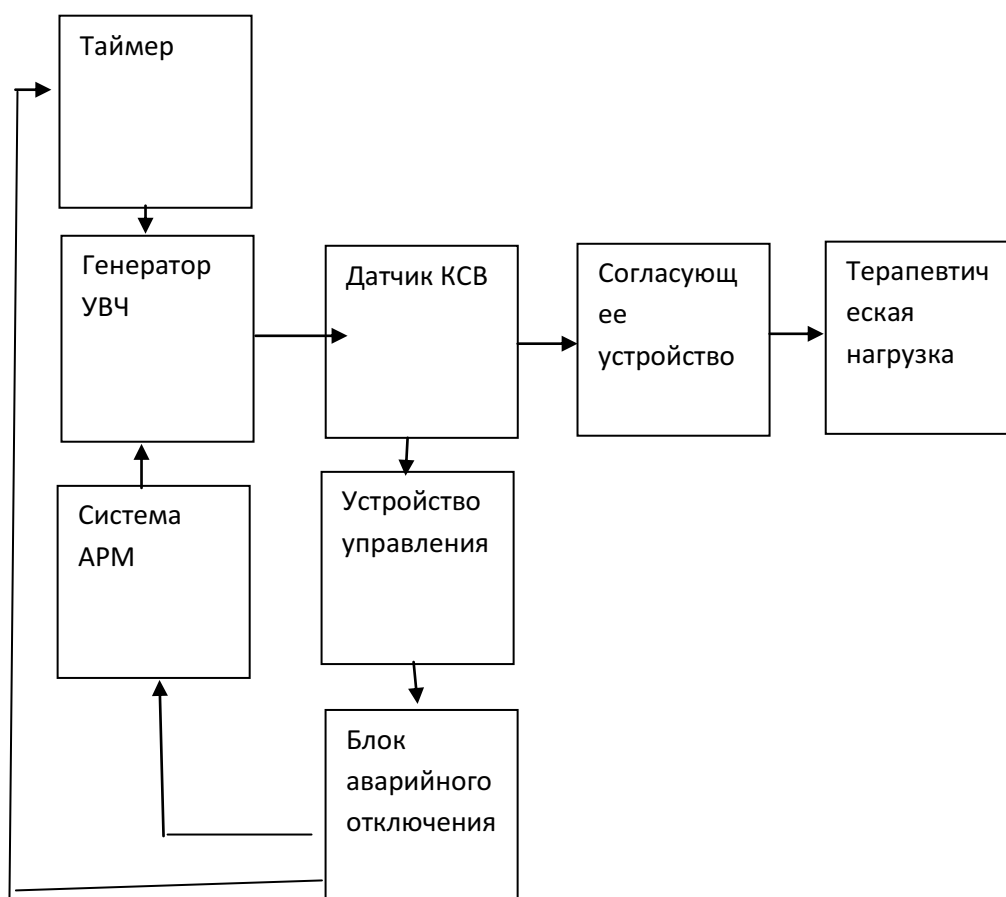 Таймер
Генератор
УВЧ
Датчик КСВ
Согласующ
ее
устройство
Терапевтич
еская
нагрузка
Система
АРМ
Устройство
управления
Блок
аварийного
отключения